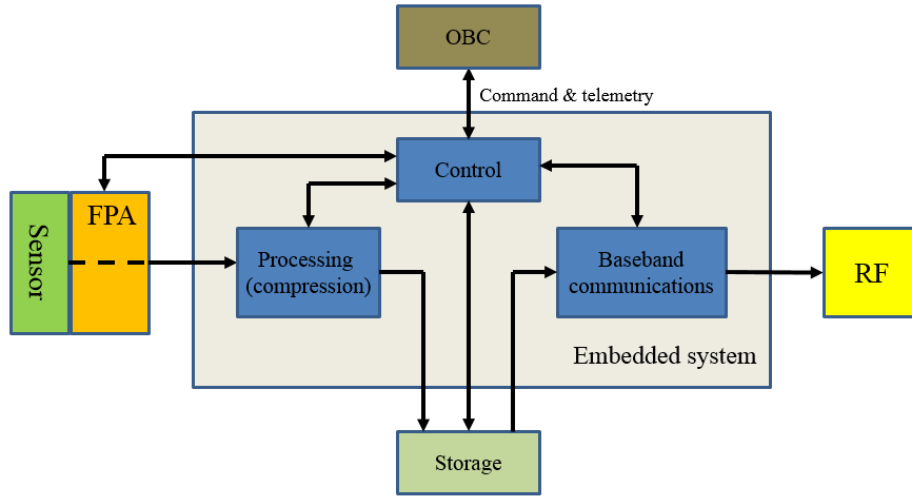 OBC
Command & telemetry
Control
Sensor
FPA
Processing
(compression)
Baseband
communications
RF
Embedded system
Storage